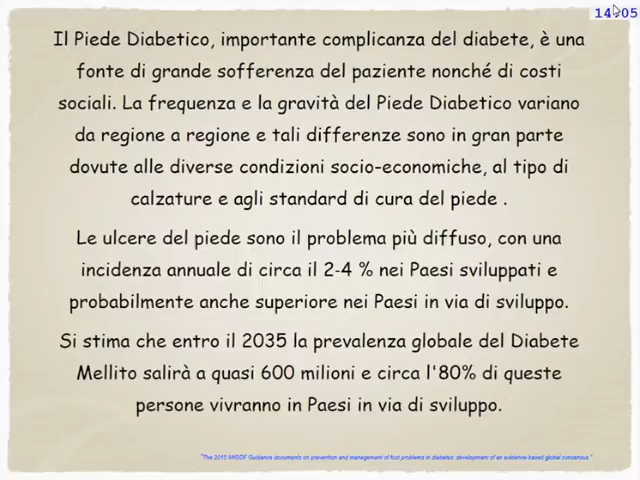 14:05
Il Piede Diabetico, importante complicanza del diabete, è una
fonte di grande sofferenza del paziente nonché di costi
sociali. La frequenza e la gravità del Piede Diabetico variano
da regione a regione e tali differenze sono in gran parte
dovute alle diverse condizioni socio-economiche, al tipo di
calzature e agli standard di cura del piede .
Le ulcere del piede sono il problema più diffuso, con una
incidenza annuale di circa il 2-4 % nei Paesi sviluppati e
probabilmente anche superiore nei Paesi in via di sviluppo.
Si stima che entro il 2035 la prevalenza globale del Diabete
Mellito salirà a quasi 600 milioni e circa l'80% di queste
persone vivranno in Paesi in via di sviluppo.
"The 2015 IWGDF Guidance documents on prevention and management of foot problems in diabetes: development of an evidence-based global consensus "